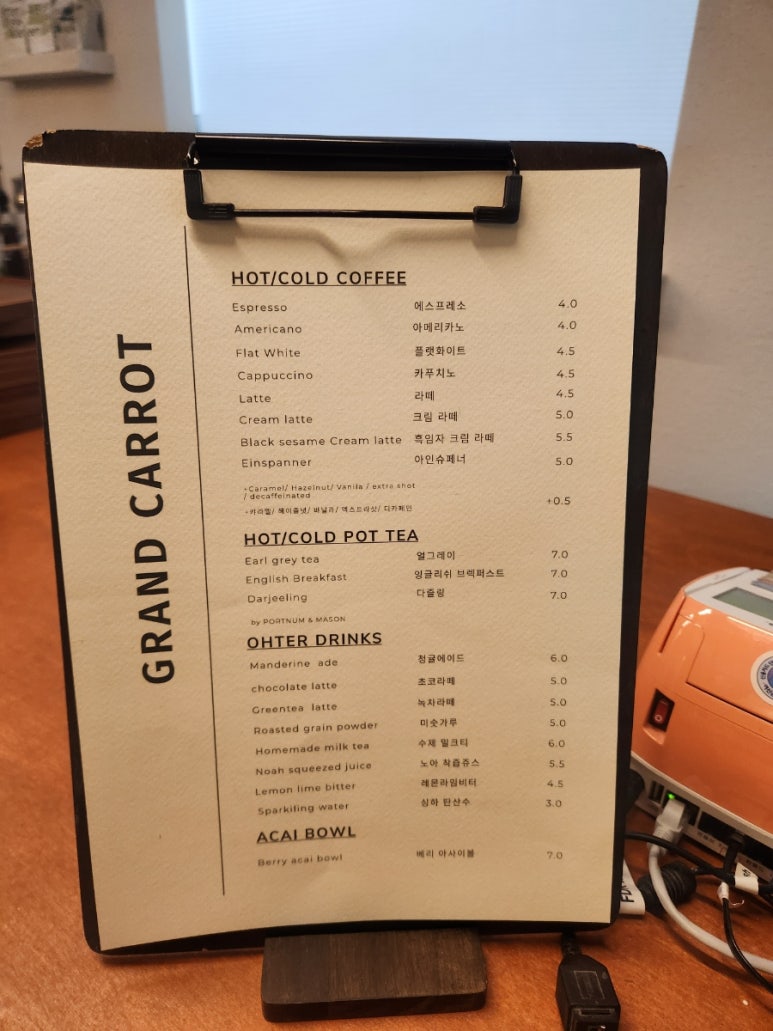 GRAND CARROT
HOT/COLD COFFEE
Espresso 에스프레소 4.0
Americano 아메리카노 4.0
Flat White 플랫화이트 4.5
Cappuccino 카푸치노 4.5
Latte 라떼 4.5
Cream latte 크림 라떼 5.0
Black sesame Cream latte 흑임자 크림 라떼 5.5
Einspanner 아인슈페너 5.0
+Caramel/ Hazelnut/ Vanilla / extra shot
/ decaffeinated
+카라멜/ 헤이즐넛/ 바닐라/ 엑스트라샷/ 디카페인 +0.5
HOT/COLD POT TEA
Earl grey tea 얼그레이 7.0
English Breakfast 잉글리쉬 브렉퍼스트 7.0
Darjeeling 다즐링 7.0
by PORTNUM & MASON
OHTER DRINKS
Manderine ade 청귤에이드 6.0
chocolate latte 초코라떼 5.0
Greentea latte 녹차라떼 5.0
Roasted grain powder 미숫가루 5.0
Homemade milk tea 수제 밀크티 6.0
Noah squeezed juice 노아 착즙쥬스 5.5
Lemon lime bitter 레몬라임비터 4.5
Sparkiling water 심하 탄산수 3.0
ACAI BOWL
Berry acai bowl 베리 아사이볼 7.0